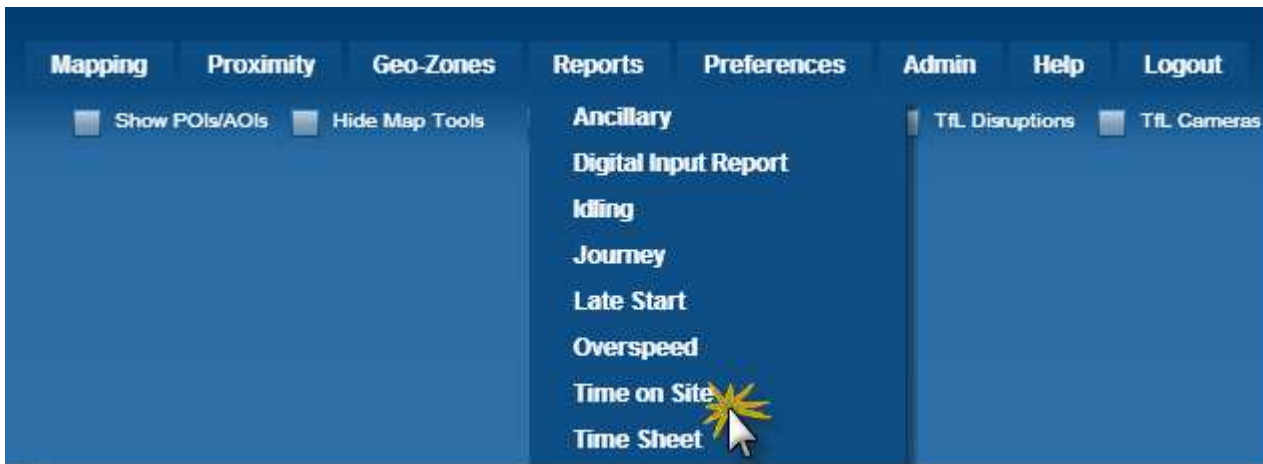 Mapping Proximity Geo-Zones Reports Preferences Admin Help Logout
Show POIs/AOIs Hide Map Tools TfL Disruptions TfL Cameras
Ancillary
Digital Input Report
Idling
Journey
Late Start
Overspeed
Time on Site
Time Sheet